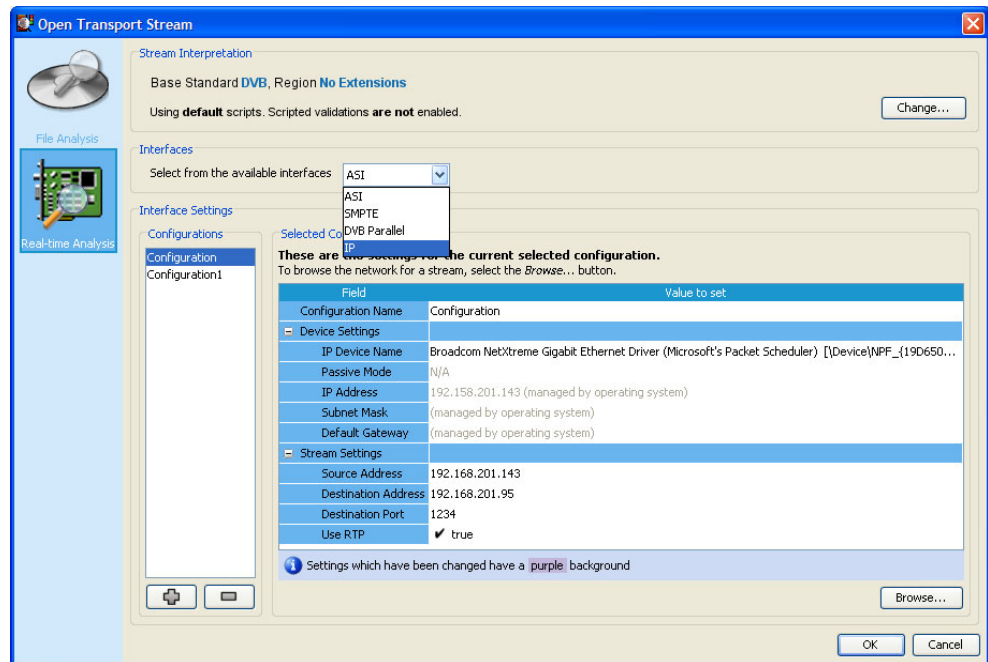 Open Transport Stream
File Analysis
Real-time Analysis
Stream Interpretation
Base Standard DVB, Region No Extensions
Using default scripts. Scripted validations are not enabled.
Change...
Interfaces
Select from the available interfaces ASI
ASI
SMPTE
DVB Parallel
IP
Interface Settings
Configurations
Configuration
Configuration1
Selected Co
These are the settings for the current selected configuration.
To browse the network for a stream, select the Browse... button.
Field Value to set
Configuration Name Configuration
Device Settings
IP Device Name Broadcom NetXtreme Gigabit Ethernet Driver (Microsoft's Packet Scheduler) [\Device\NPF_{19D650...
Passive Mode N/A
IP Address 192.158.201.143 (managed by operating system)
Subnet Mask (managed by operating system)
Default Gateway (managed by operating system)
Stream Settings
Source Address 192.168.201.143
Destination Address 192.168.201.95
Destination Port 1234
Use RTP ✔ true
Settings which have been changed have a purple background
Browse...
OK Cancel